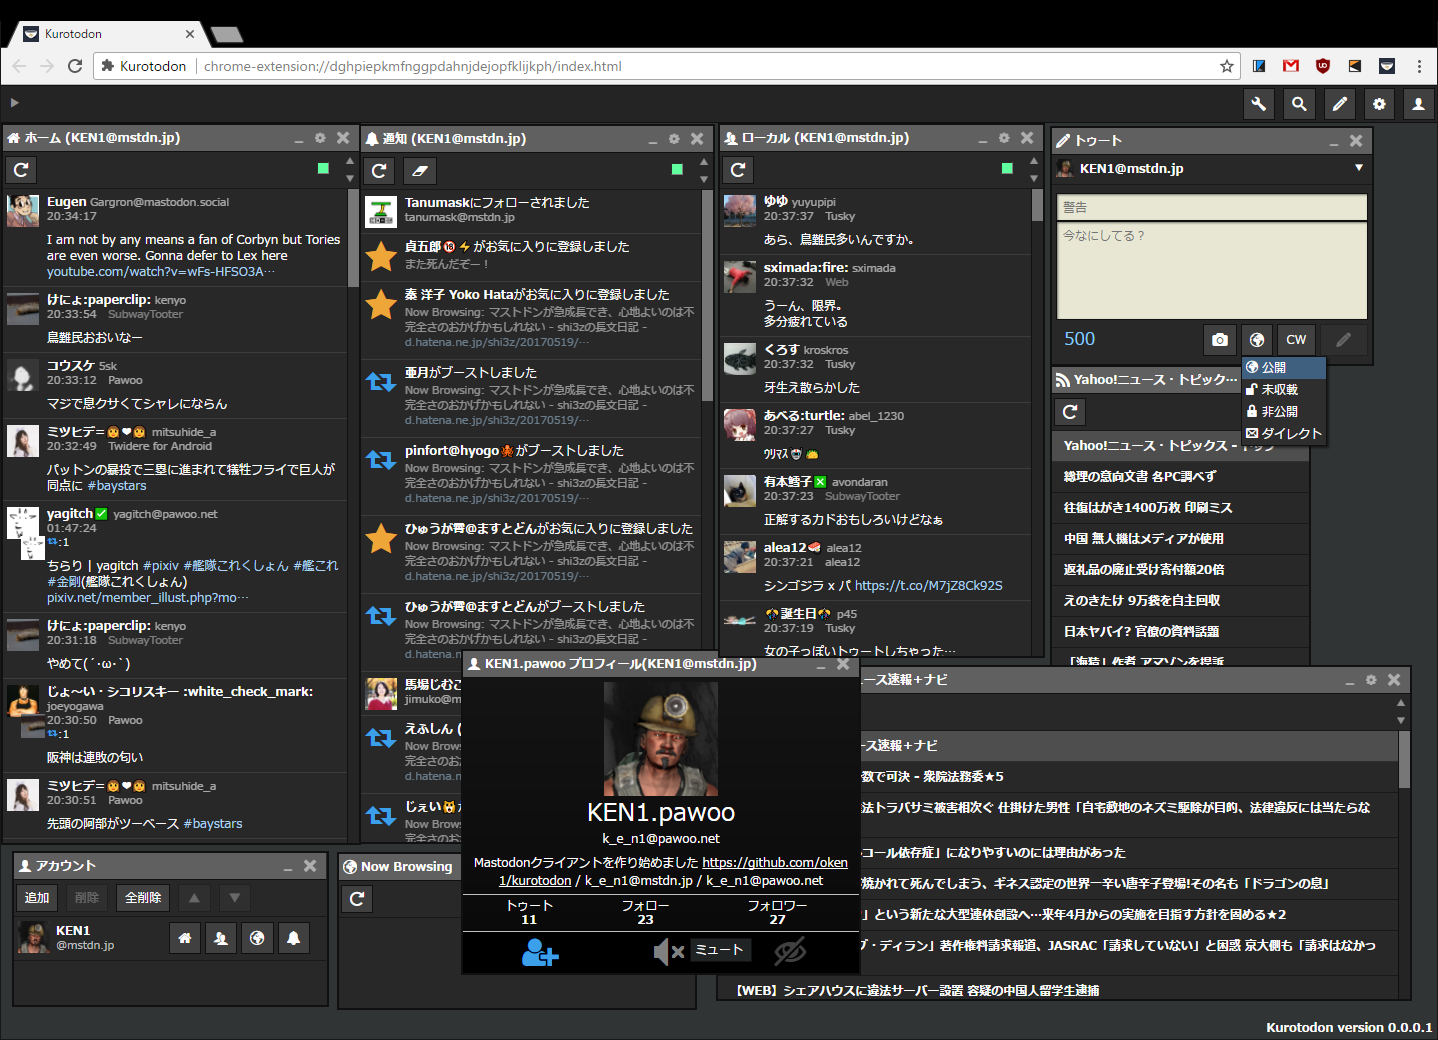 Kurotodon
Kurotodon
chrome-extension://dghpiepkmfnggpdahnjdejopfklijkph/index.html
ホーム (KEN1@mstdn.jp)
Eugen Gargron@mastodon.social
20:34:17
I am not by any means a fan of Corbyn but Tories
are even worse. Gonna defer to Lex here
youtube.com/watch?v=wFs-HFSO3A…
けにょ:paperclip: kenyo
20:33:54 SubwayTooter
鳥難民おおいなー
コウスケ 5sk
20:33:12 Pawoo
マジで息クサくてシャレにならん
ミツヒデ=👩❤👩 mitsuhide_a
20:32:49 Twidere for Android
パットンの暴投で三塁に進まれて犠牲フライで巨人が
同点に #baystars
yagitch✅ yagitch@pawoo.net
01:47:24
:1
ちらり | yagitch #pixiv #艦隊これくしょん #艦これ
#金剛(艦隊これくしょん)
pixiv.net/member_illust.php?mo…
けにょ:paperclip: kenyo
20:31:18 SubwayTooter
やめて(´･ω･`)
じょ〜い・シコリスキー :white_check_mark:
joeyogawa
20:30:50 Pawoo
:1
阪神は連敗の匂い
ミツヒデ=👩❤👩 mitsuhide_a
20:30:51 Pawoo
先頭の阿部がツーベース #baystars
通知 (KEN1@mstdn.jp)
Tanumaskにフォローされました
tanumask@mstdn.jp
貞五郎🔞⚡がお気に入りに登録しました
また死んだぞー！
秦 洋子 Yoko Hataがお気に入りに登録しました
Now Browsing: マストドンが急成長でき、心地よいのは不
完全さのおかげかもしれない - shi3zの長文日記 -
d.hatena.ne.jp/shi3z/20170519/…
亜月がブーストしました
Now Browsing: マストドンが急成長でき、心地よいのは不
完全さのおかげかもしれない - shi3zの長文日記 -
d.hatena.ne.jp/shi3z/20170519/…
pinfort@hyogo🐙がブーストしました
Now Browsing: マストドンが急成長でき、心地よいのは不
完全さのおかげかもしれない - shi3zの長文日記 -
d.hatena.ne.jp/shi3z/20170519/…
ひゅうが霄@ますとどんがお気に入りに登録しました
Now Browsing: マストドンが急成長でき、心地よいのは不
完全さのおかげかもしれない - shi3zの長文日記 -
d.hatena.ne.jp/shi3z/20170519/…
ひゅうが霄@ますとどんがブーストしました
Now Browsing: マストドンが急成長でき、心地よいのは不
完全さのおかげかもしれない - shi3zの長文日記 -
d.hatena.ne.jp/shi3z/20170519/…
馬場じむこ
jimuko@m
えふしん (
Now Browsing
完全さのおか
d.hatena.ne
じぇい🐱が
Now Browsing
完全さのおか
ローカル (KEN1@mstdn.jp)
ゆゆ yuyupipi
20:37:37 Tusky
あら、鳥難民多いんですか。
sximada:fire: sximada
20:37:32 Web
うーん、限界。
多分疲れている
くろす kroskros
20:37:32 Tusky
牙生え散らかした
あべる:turtle: abel_1230
20:37:27 Tusky
ｳﾘﾏｽ
有本鱈子❎ avondaran
20:37:23 SubwayTooter
正解するカドおもしろいけどなぁ
alea12🍣 alea12
20:37:21 alea12
シンゴジラ x パ https://t.co/M7jZ8Ck92S
誕生日 p45
20:37:19 Tusky
女の子っぽいトゥートしちゃった…
トゥート
KEN1@mstdn.jp
警告
今なにしてる？
500
CW
公開
未収載
非公開
ダイレクト
Yahoo!ニュース・トピック…
Yahoo!ニュース・トピックス - トップ
総理の意向文書 各PC調べず
往復はがき1400万枚 印刷ミス
中国 無人機はメディアが使用
返礼品の廃止受け寄付額20倍
えのきたけ 9万袋を自主回収
日本ヤバイ? 官僚の資料話題
「海猿」作者 アマゾンを提訴
KEN1.pawoo プロフィール(KEN1@mstdn.jp)
KEN1.pawoo
k_e_n1@pawoo.net
Mastodonクライアントを作り始めました https://github.com/oken
1/kurotodon / k_e_n1@mstdn.jp / k_e_n1@pawoo.net
トゥート フォロー フォロワー
11 23 27
ミュート
ュース速報＋ナビ
ース速報＋ナビ
数で可決 - 衆院法務委★5
法トラバサミ被害相次ぐ 仕掛けた男性「自宅敷地のネズミ駆除が目的、法律違反には当たらな
ルコール依存症」になりやすいのには理由があった
焼かれて死んでしまう、ギネス認定の世界一辛い唐辛子登場!その名も「ドラゴンの息」
」という新たな大型連休創設へ…来年4月からの実施を目指す方針を固める★2
ブ・ディラン」著作権料請求報道、JASRAC「請求していない」と困惑 京大側も「請求はなかっ
【WEB】シェアハウスに違法サーバー設置 容疑の中国人留学生逮捕
アカウント
追加 削除 全削除
KEN1
@mstdn.jp
Now Browsing
Kurotodon version 0.0.0.1